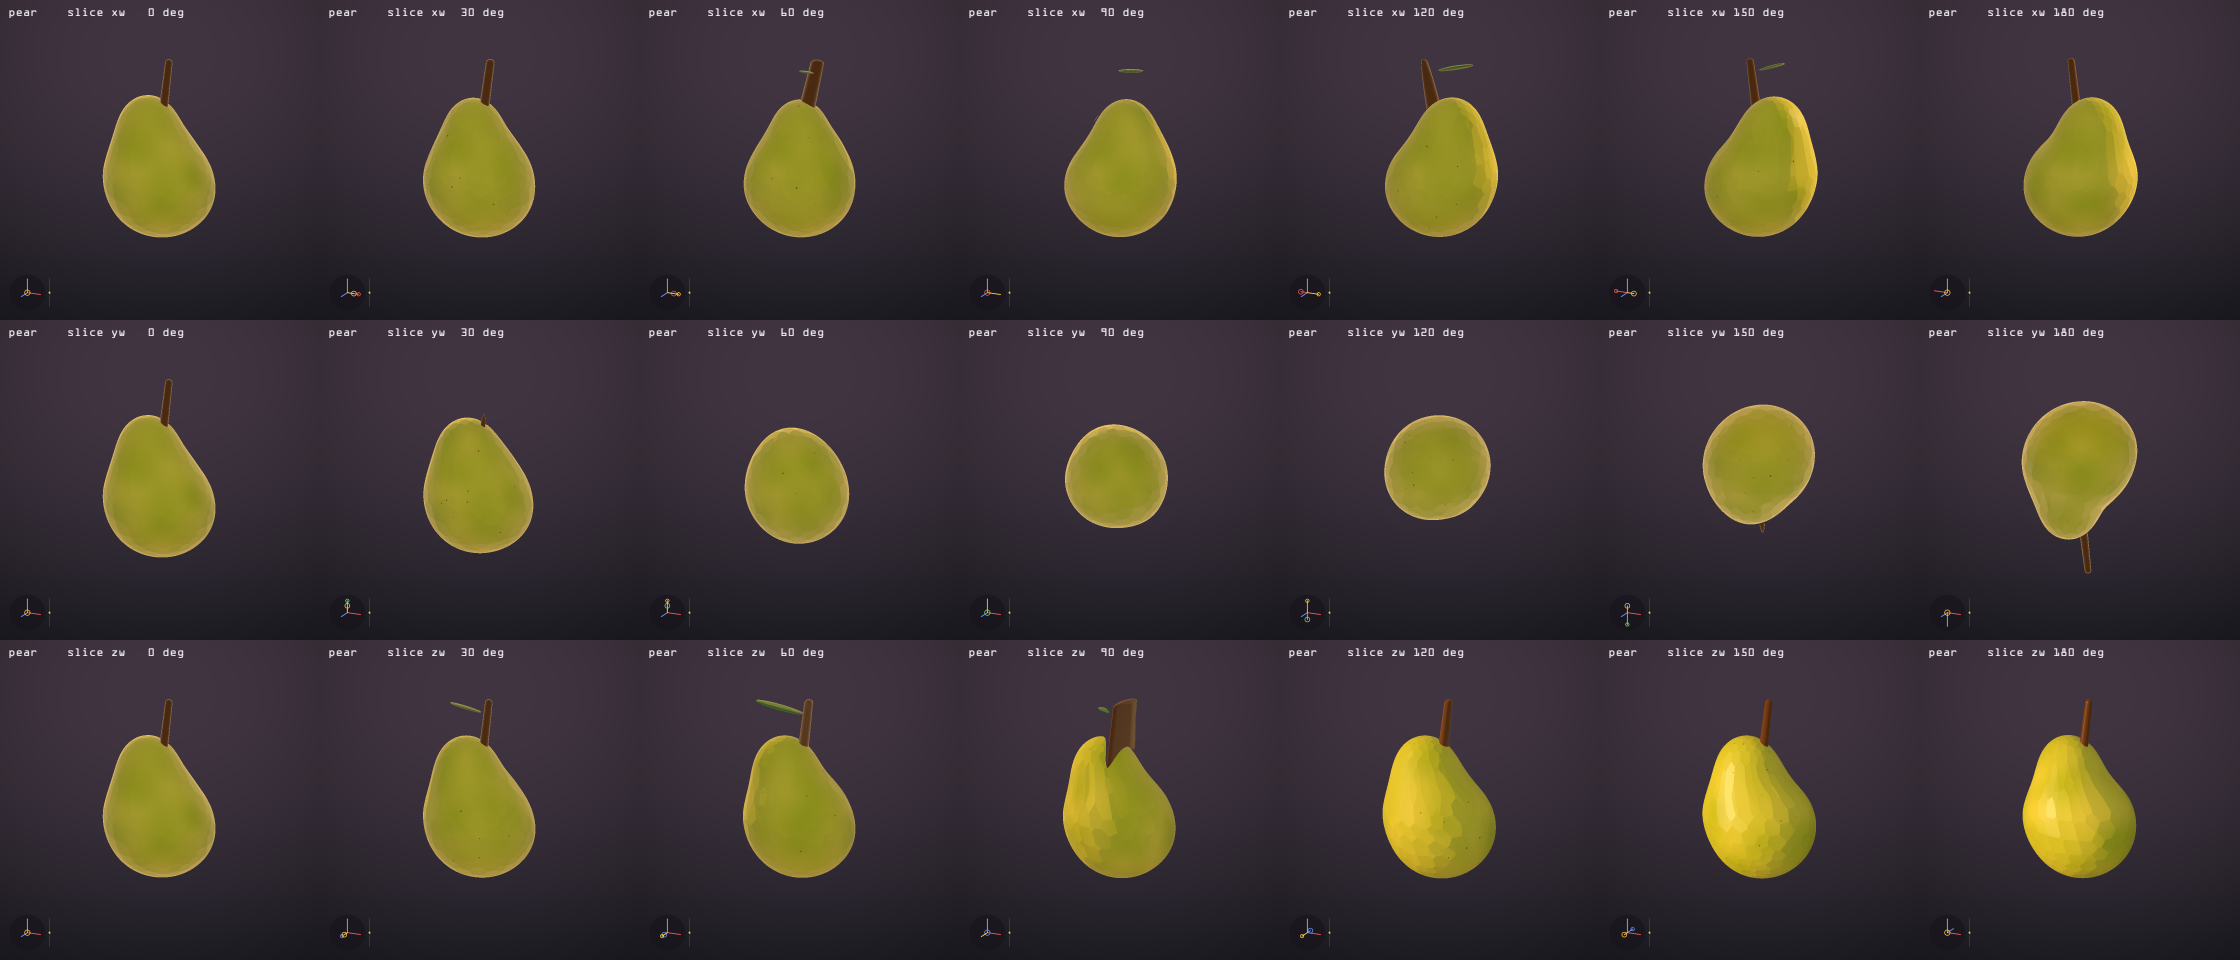 pear slice xw 0 deg
pear slice xw 30 deg
pear slice xw 60 deg
pear slice xw 90 deg
pear slice xw 120 deg
pear slice xw 150 deg
pear slice xw 180 deg
pear slice yw 0 deg
pear slice yw 30 deg
pear slice yw 60 deg
pear slice yw 90 deg
pear slice yw 120 deg
pear slice yw 150 deg
pear slice yw 180 deg
pear slice zw 0 deg
pear slice zw 30 deg
pear slice zw 60 deg
pear slice zw 90 deg
pear slice zw 120 deg
pear slice zw 150 deg
pear slice zw 180 deg